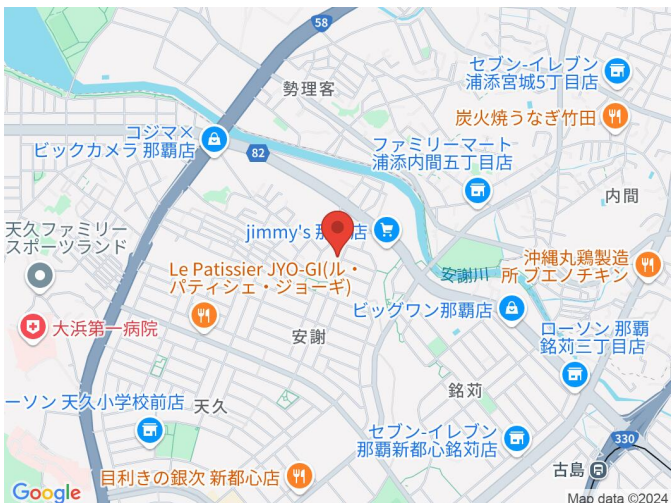 58
セブン-イレブン
浦添宮城5丁目店
勢理客
炭火焼うなぎ竹田
コジマ×
ビックカメラ 那覇店
82
ファミリーマート
浦添内間五丁目店
内間
天久ファミリー
スポーツランド
jimmy's 那
店
沖縄丸鶏製造
所 ブエノチキン
Le Patissier JYO-GI(ル・
パティシェ・ジョーギ)
安謝川
ビッグワン那覇店
大浜第一病院
安謝
ローソン 那覇
銘苅三丁目店
銘苅
ーソン 天久小学校前店
天久
セブン-イレブン
那覇新都心銘苅店
330
古島
目利きの銀次 新都心店
Google
Map data ©2024